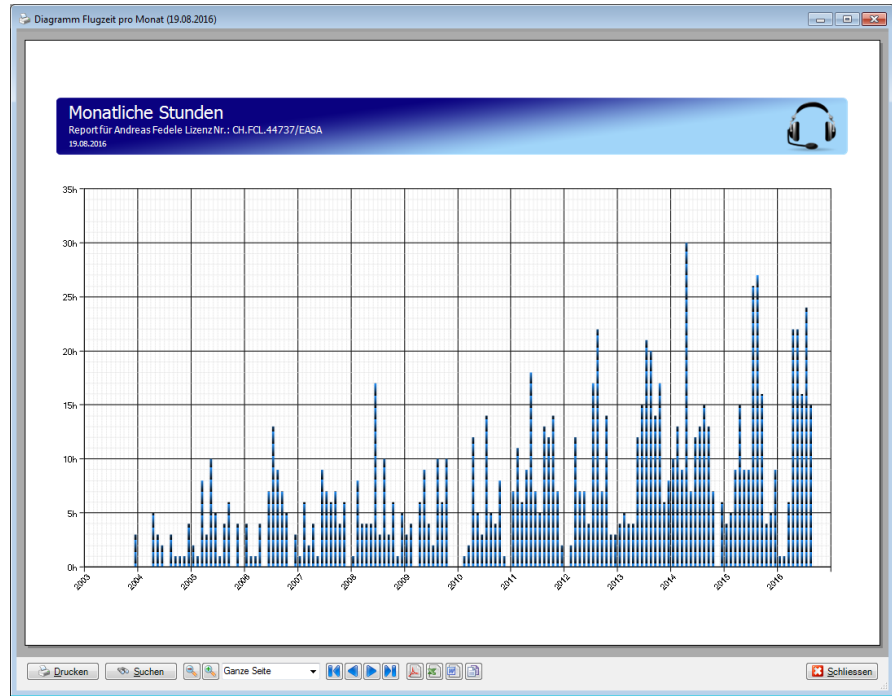 Diagramm Flugzeit pro Monat (19.08.2016)
Monatliche Stunden
Report für Andreas Fedele Lizenz Nr.: CH.FCL.44737/EASA
19.08.2016
35h
30h
25h
20h
15h
10h
5h
0h
2003 2004 2005 2006 2007 2008 2009 2010 2011 2012 2013 2014 2015 2016
Drucken Suchen Ganze Seite Schliessen